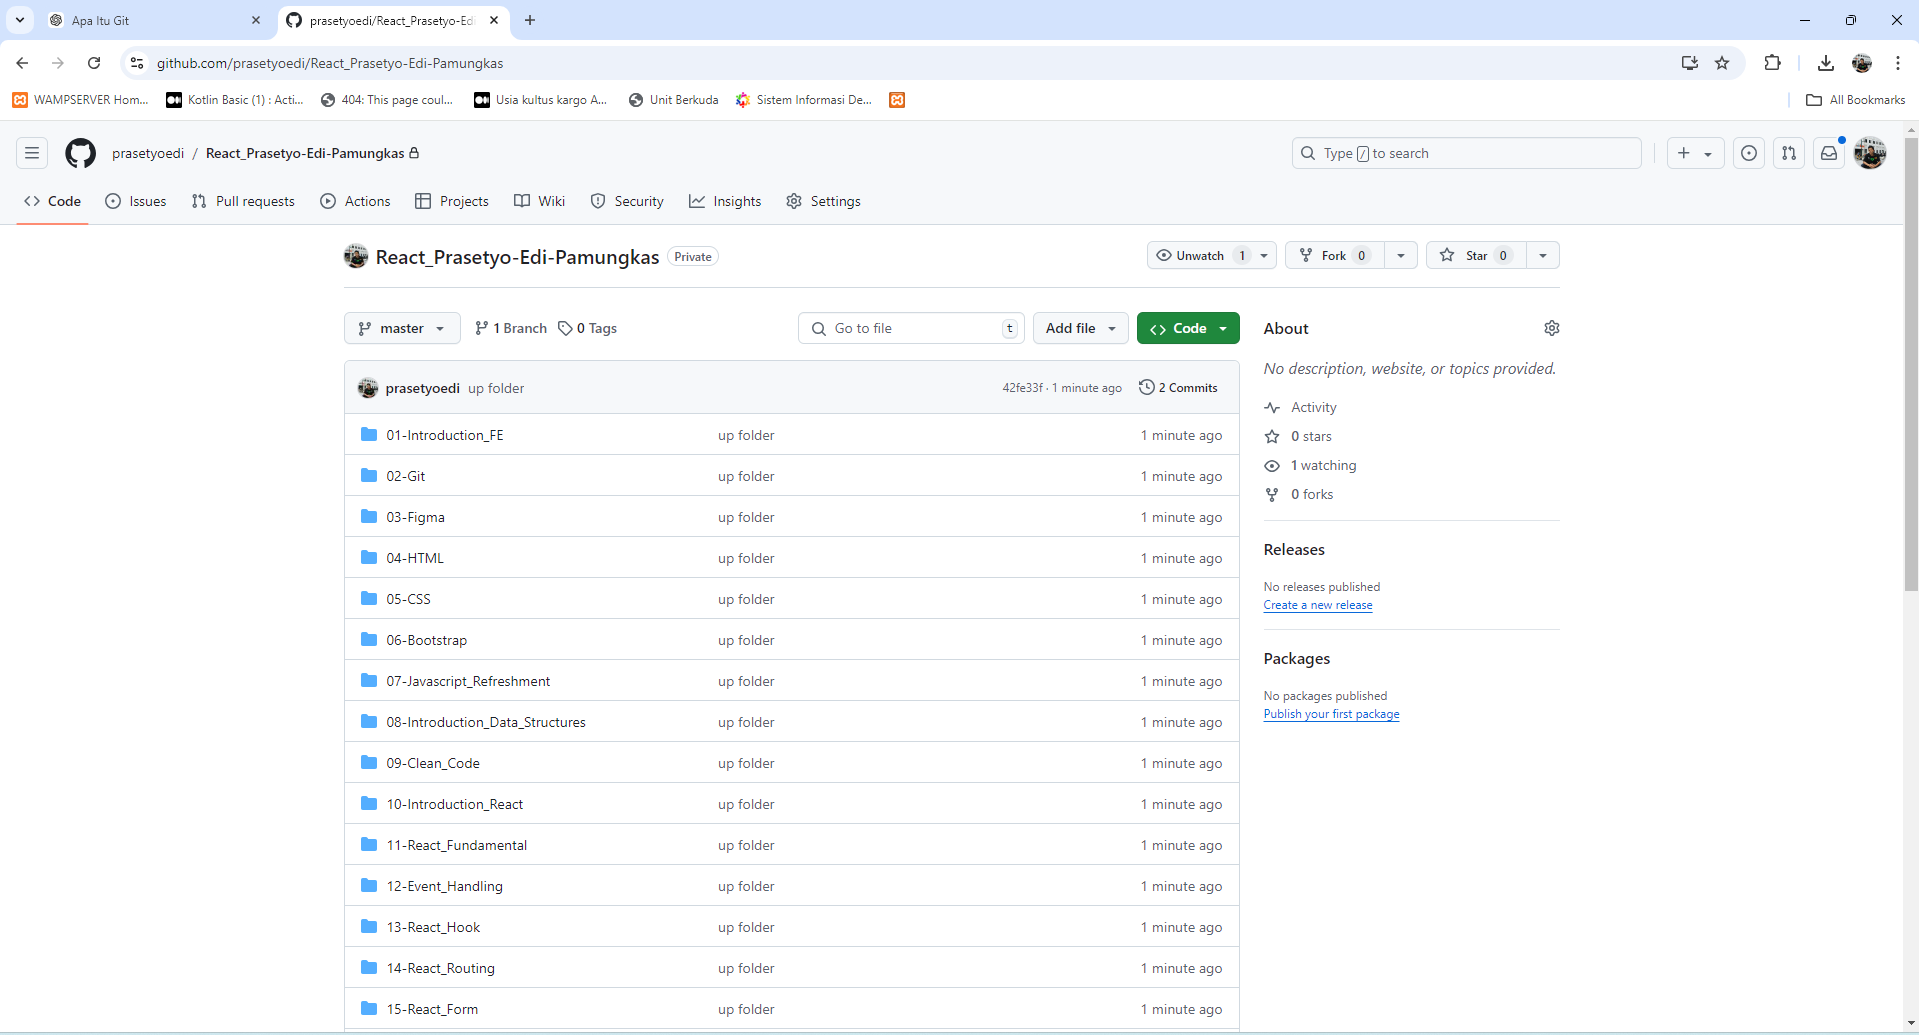 Apa Itu Git
prasetyoedi/React_Prasetyo-Ed
github.com/prasetyoedi/React_Prasetyo-Edi-Pamungkas
WAMPSERVER Hom...
Kotlin Basic (1) : Acti...
404: This page coul...
Usia kultus kargo A...
Unit Berkuda
Sistem Informasi De...
All Bookmarks
prasetyoedi / React_Prasetyo-Edi-Pamungkas
Type / to search
Code
Issues
Pull requests
Actions
Projects
Wiki
Security
Insights
Settings
React_Prasetyo-Edi-Pamungkas Private
Unwatch 1
Fork 0
Star 0
master
1 Branch
0 Tags
Go to file t
Add file
Code
prasetyoedi up folder 42fe33f · 1 minute ago 2 Commits
01-Introduction_FE up folder 1 minute ago
02-Git up folder 1 minute ago
03-Figma up folder 1 minute ago
04-HTML up folder 1 minute ago
05-CSS up folder 1 minute ago
06-Bootstrap up folder 1 minute ago
07-Javascript_Refreshment up folder 1 minute ago
08-Introduction_Data_Structures up folder 1 minute ago
09-Clean_Code up folder 1 minute ago
10-Introduction_React up folder 1 minute ago
11-React_Fundamental up folder 1 minute ago
12-Event_Handling up folder 1 minute ago
13-React_Hook up folder 1 minute ago
14-React_Routing up folder 1 minute ago
15-React_Form up folder 1 minute ago
About
No description, website, or topics provided.
Activity
0 stars
1 watching
0 forks
Releases
No releases published
Create a new release
Packages
No packages published
Publish your first package